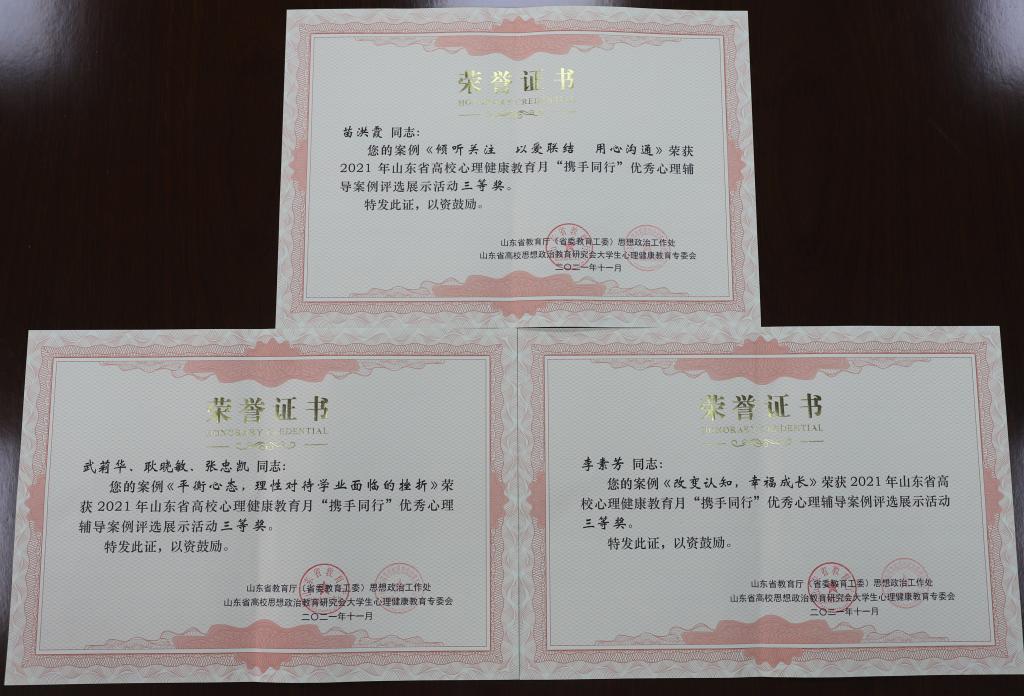 荣誉证书
HONORARY CREDENTIAL
苗洪霞 同志：
您的案例《倾听关注 以爱联结 用心沟通》荣获
2021 年山东省高校心理健康教育月“携手同行”优秀心理辅
导案例评选展示活动三等奖。
特发此证，以资鼓励。
山东省教育厅（省委教育工委）思想政治工作处
山东省高校思想政治教育研究会大学生心理健康教育专委会
二〇二一年十一月
荣誉证书
HONORARY CREDENTIAL
武莉华、耿晓敏、张忠凯 同志：
您的案例《平衡心态，理性对待学业面临的挫折》荣
获 2021 年山东省高校心理健康教育月“携手同行”优秀心理
辅导案例评选展示活动三等奖。
特发此证，以资鼓励。
山东省教育厅（省委教育工委）思想政治工作处
山东省高校思想政治教育研究会大学生心理健康教育专委会
二〇二一年十一月
荣誉证书
HONORARY CREDENTIAL
李素芳 同志：
您的案例《改变认知，幸福成长》荣获 2021 年山东省高
校心理健康教育月“携手同行”优秀心理辅导案例评选展示活动
三等奖。
特发此证，以资鼓励。
山东省教育厅（省委教育工委）思想政治工作处
山东省高校思想政治教育研究会大学生心理健康教育专委会
二〇二一年十一月